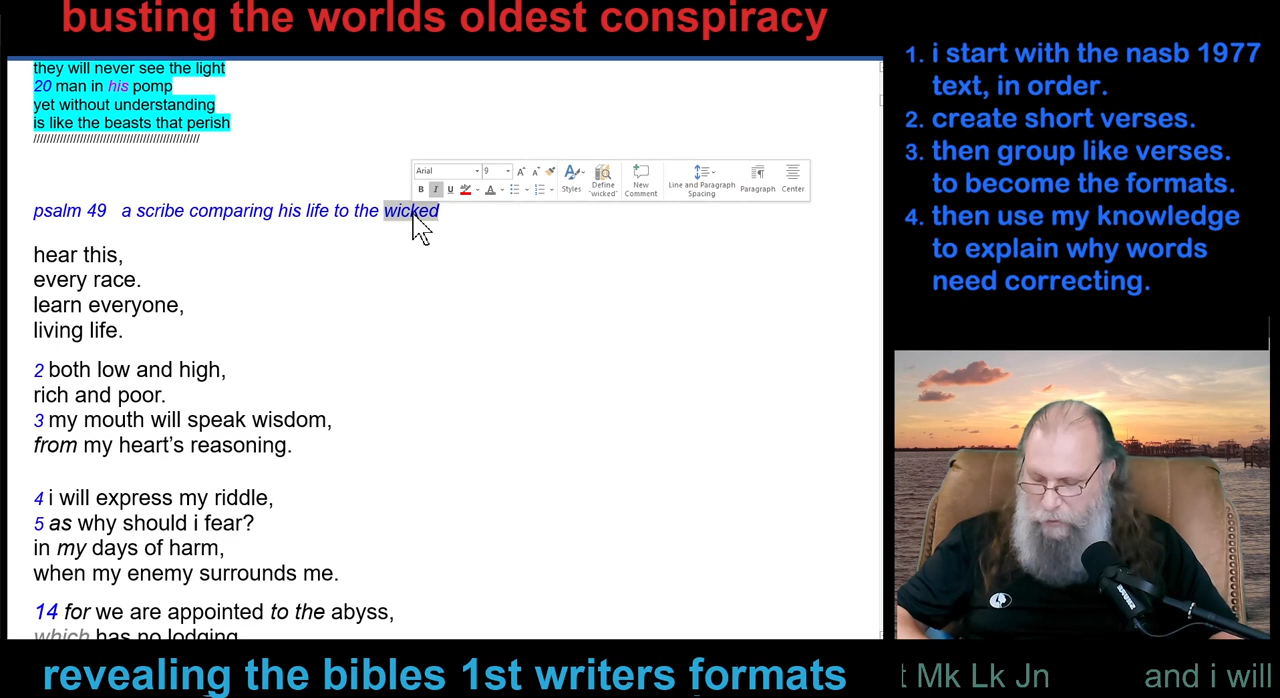 busting the worlds oldest conspiracy
they will never see the light
20 man in his pomp
yet without understanding
is like the beasts that perish
////////////////////////////////////////////////////
Arial 9
Styles
Define "wicked"
New Comment
Line and Paragraph Spacing
Paragraph
Center
B I U
psalm 49 a scribe comparing his life to the wicked
hear this,
every race.
learn everyone,
living life.
2 both low and high,
rich and poor.
3 my mouth will speak wisdom,
from my heart’s reasoning.
4 i will express my riddle,
5 as why should i fear?
in my days of harm,
when my enemy surrounds me.
14 for we are appointed to the abyss,
which has no lodging
1. i start with the nasb 1977
text, in order.
2. create short verses.
3. then group like verses.
to become the formats.
4. then use my knowledge
to explain why words
need correcting.
revealing the bibles 1st writers formats
t Mk Lk Jn and i will